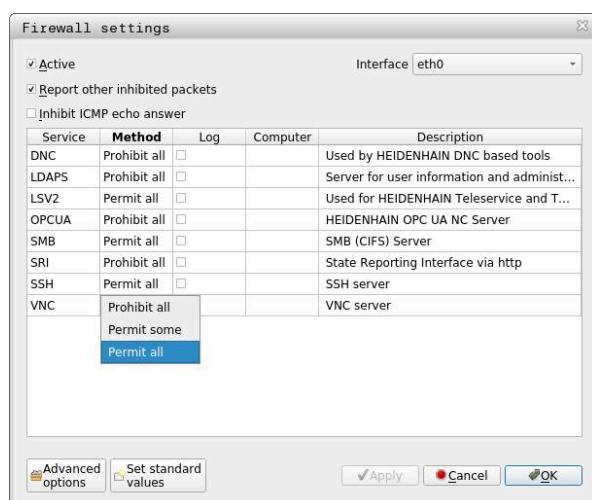 Firewall settings
Active
Interface eth0
Report other inhibited packets
Inhibit ICMP echo answer
Service Method Log Computer Description
DNC Prohibit all Used by HEIDENHAIN DNC based tools
LDAPS Prohibit all Server for user information and administ...
LSV2 Permit all Used for HEIDENHAIN Teleservice and T...
OPCUA Prohibit all HEIDENHAIN OPC UA NC Server
SMB Permit all SMB (CIFS) Server
SRI Prohibit all State Reporting Interface via http
SSH Permit all SSH server
VNC Prohibit all VNC server
Permit some
Permit all
Advanced options
Set standard values
Apply
Cancel
OK